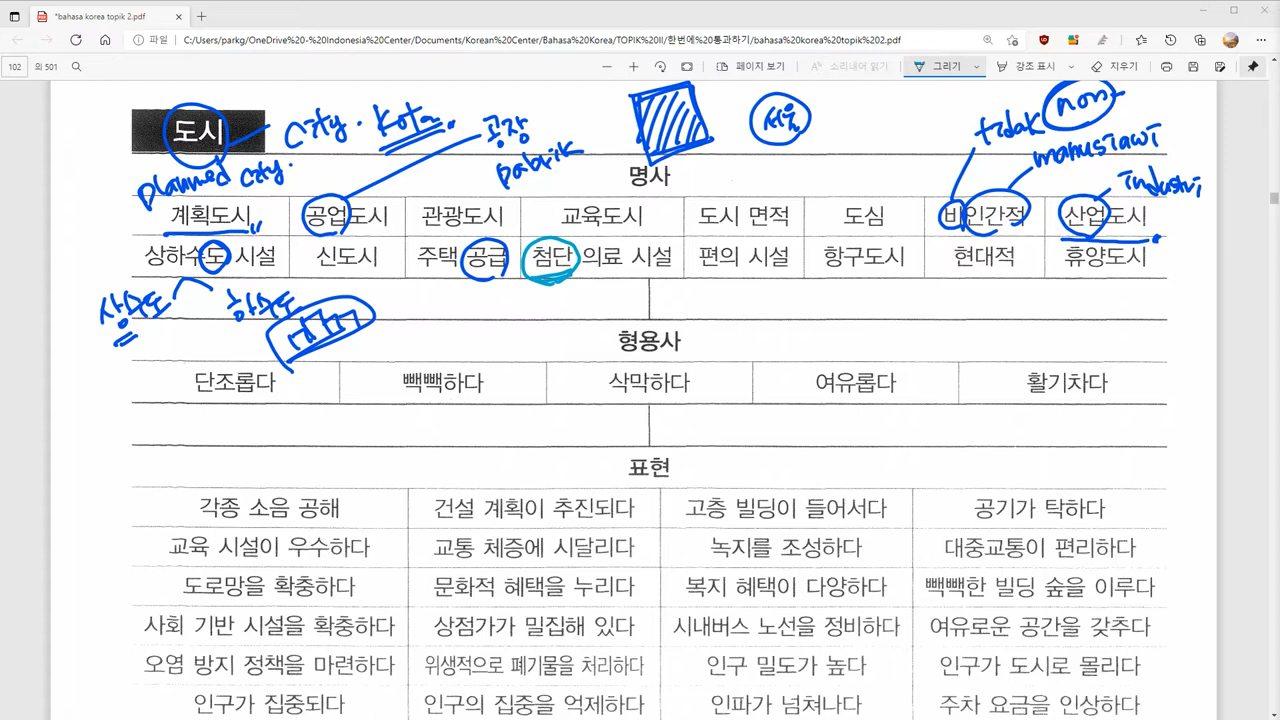 *bahasa korea topik 2.pdf
파일 C:/Users/parkg/OneDrive%20-%20Indonesia%20Center/Documents/Korean%20Center/Bahasa%20Korea/TOPIK%20II/한번에%20통과하기/bahasa%20korea%20topik%202.pdf
102 의 501 페이지 보기 소리내어 읽기 그리기 강조 표시 지우기
도시 city. kota. 공장 서울 tidak non-
planned city. pabrik manusiawi
industri
명사
계획도시 공업도시 관광도시 교육도시 도시 면적 도심 비인간적 산업도시
상하수도 시설 신도시 주택 공급 첨단 의료 시설 편의 시설 항구도시 현대적 휴양도시
상수도 하수도
형용사
단조롭다 빽빽하다 삭막하다 여유롭다 활기차다
표현
각종 소음 공해 건설 계획이 추진되다 고층 빌딩이 들어서다 공기가 탁하다
교육 시설이 우수하다 교통 체증에 시달리다 녹지를 조성하다 대중교통이 편리하다
도로망을 확충하다 문화적 혜택을 누리다 복지 혜택이 다양하다 빽빽한 빌딩 숲을 이루다
사회 기반 시설을 확충하다 상점가가 밀집해 있다 시내버스 노선을 정비하다 여유로운 공간을 갖추다
오염 방지 정책을 마련하다 위생적으로 폐기물을 처리하다 인구 밀도가 높다 인구가 도시로 몰리다
인구가 집중되다 인구의 집중을 억제하다 인파가 넘쳐나다 주차 요금을 인상하다